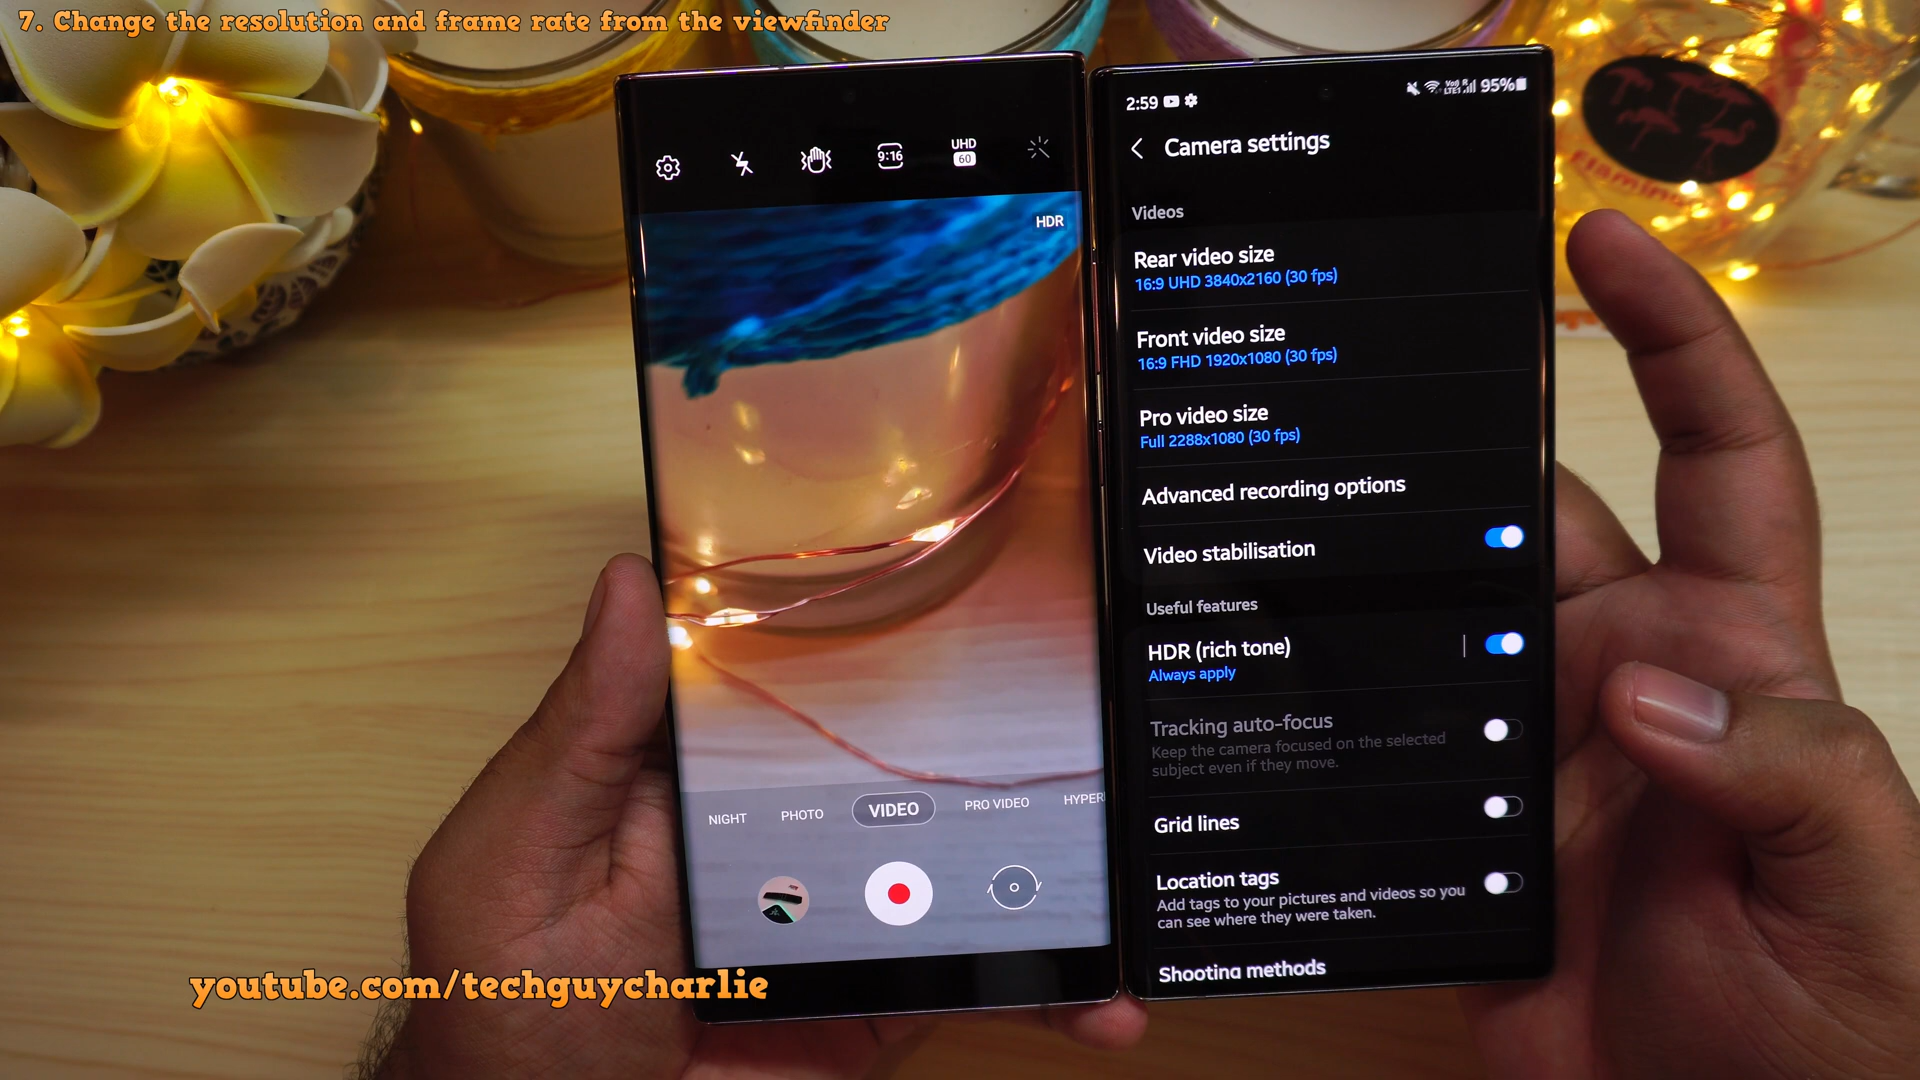 7. Change the resolution and frame rate from the viewfinder
9:16
UHD
60
HDR
NIGHT
PHOTO
VIDEO
PRO VIDEO
HYPER
2:59
95%
Camera settings
Videos
Rear video size
16:9 UHD 3840x2160 (30 fps)
Front video size
16:9 FHD 1920x1080 (30 fps)
Pro video size
Full 2288x1080 (30 fps)
Advanced recording options
Video stabilisation
Useful features
HDR (rich tone)
Always apply
Tracking auto-focus
Keep the camera focused on the selected
subject even if they move.
Grid lines
Location tags
Add tags to your pictures and videos so you
can see where they were taken.
Shooting methods
youtube.com/techguycharlie